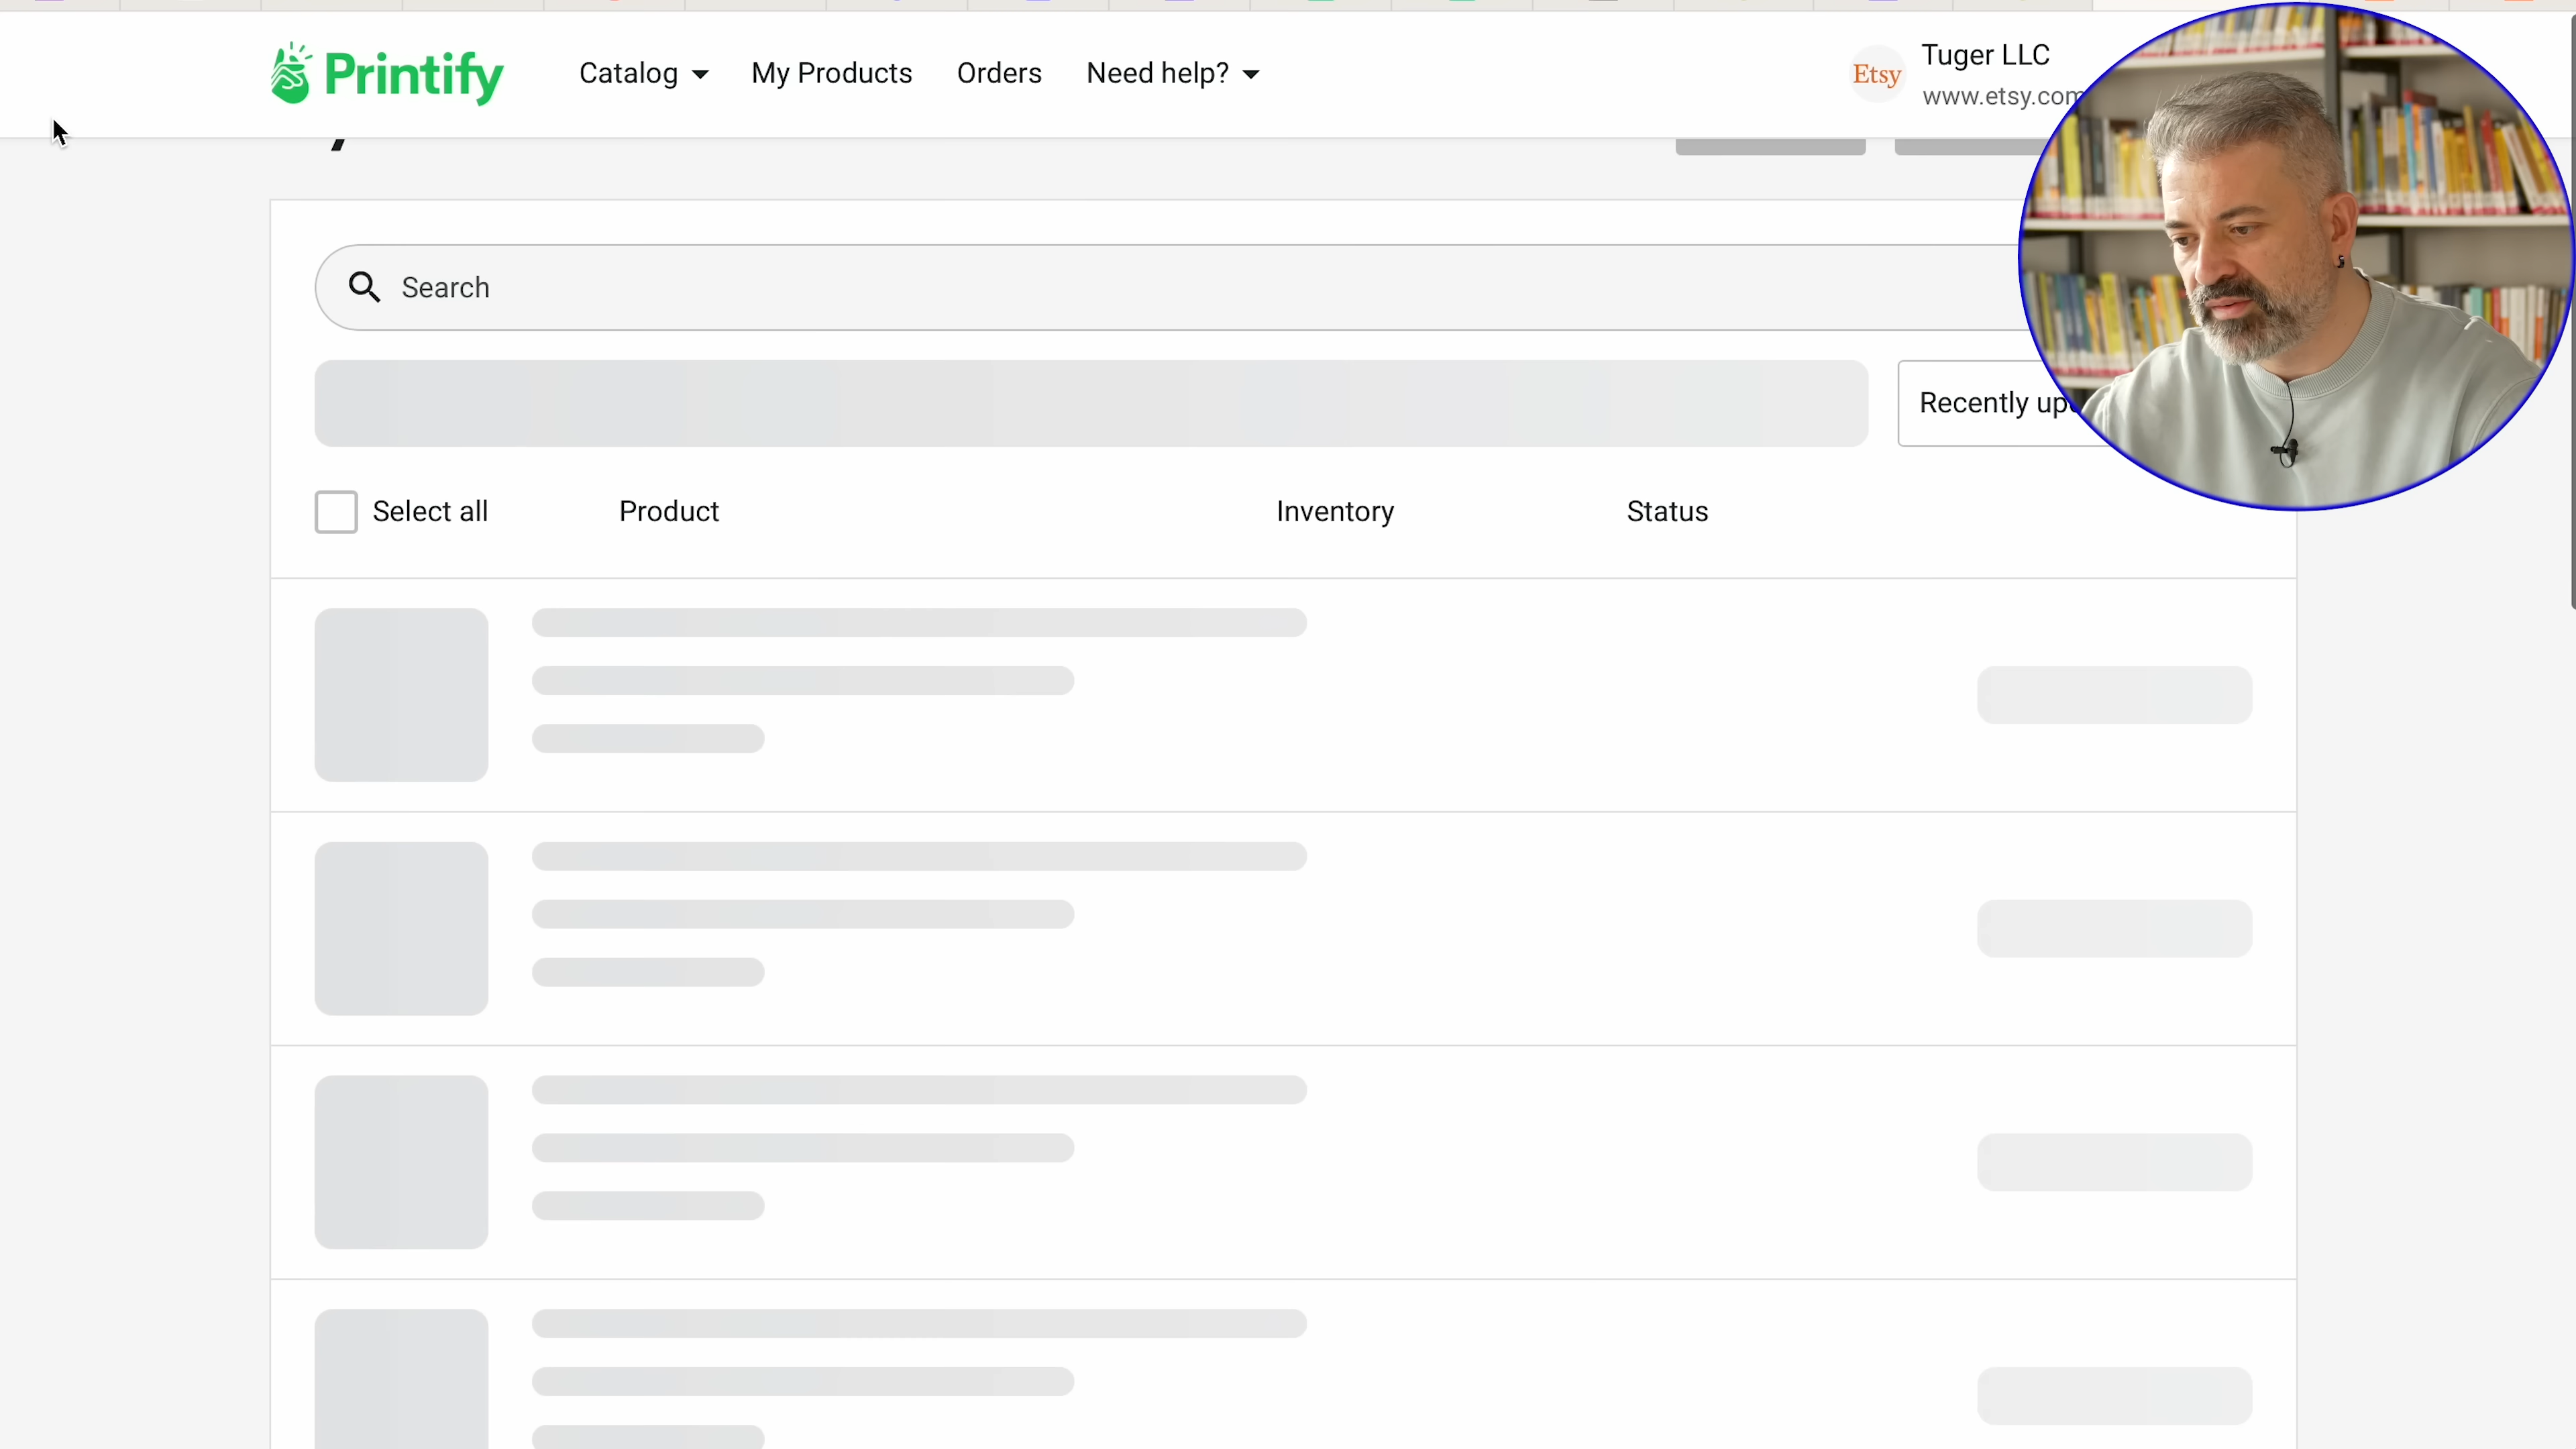 Printify Catalog My Products Orders Need help? Etsy Tuger LLC
www.etsy.com
Search
Recently
Select all Product Inventory Status